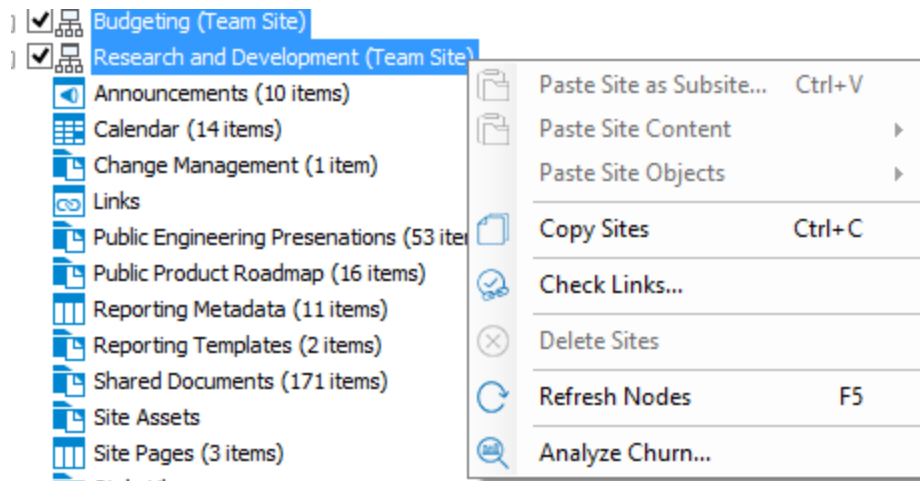 Budgeting (Team Site)
Research and Development (Team Site)
Announcements (10 items)
Calendar (14 items)
Change Management (1 item)
Links
Public Engineering Presenations (53 iter
Public Product Roadmap (16 items)
Reporting Metadata (11 items)
Reporting Templates (2 items)
Shared Documents (171 items)
Site Assets
Site Pages (3 items)
Paste Site as Subsite... Ctrl+V
Paste Site Content
Paste Site Objects
Copy Sites Ctrl+C
Check Links...
Delete Sites
Refresh Nodes F5
Analyze Churn...